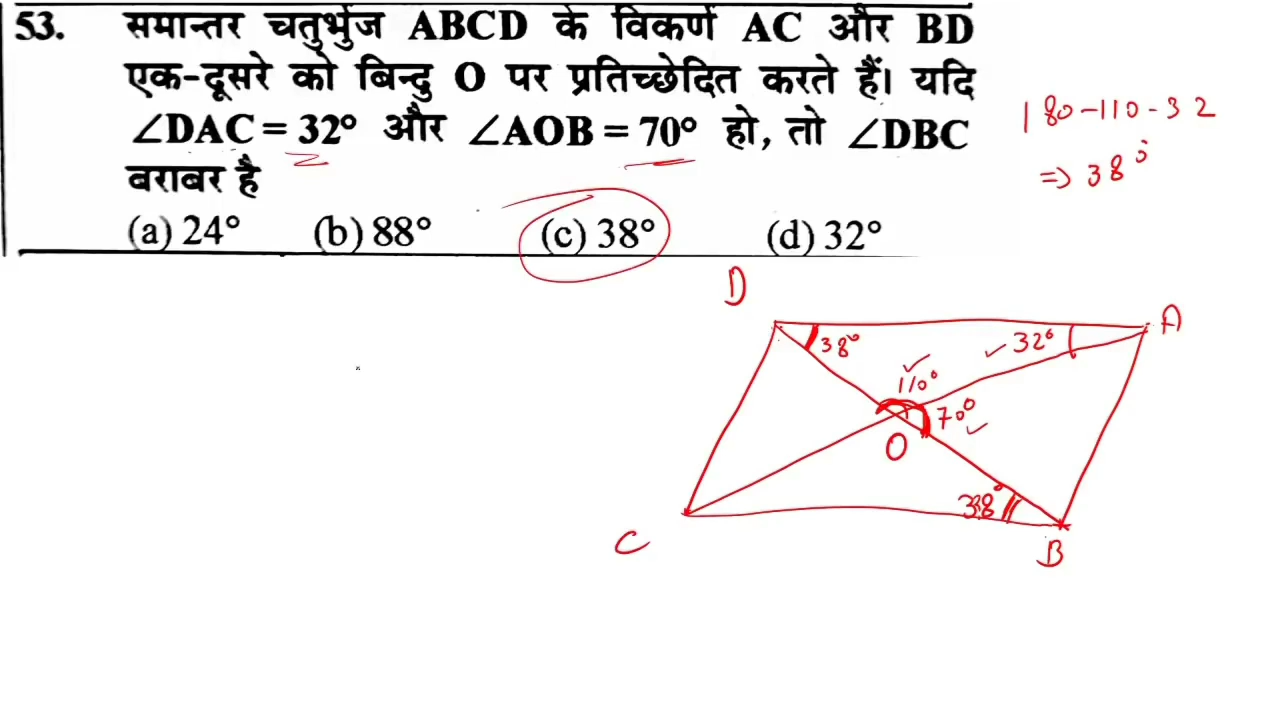 53. समान्तर चतुर्भुज ABCD के विकर्ण AC और BD
एक-दूसरे को बिन्दु O पर प्रतिच्छेदित करते हैं। यदि
∠DAC = 32° और ∠AOB = 70° हो, तो ∠DBC
बराबर है
(a) 24° (b) 88° (c) 38° (d) 32°
180-110-32
=> 38°
D
A
38°
32°
110°
70°
O
38°
C
B